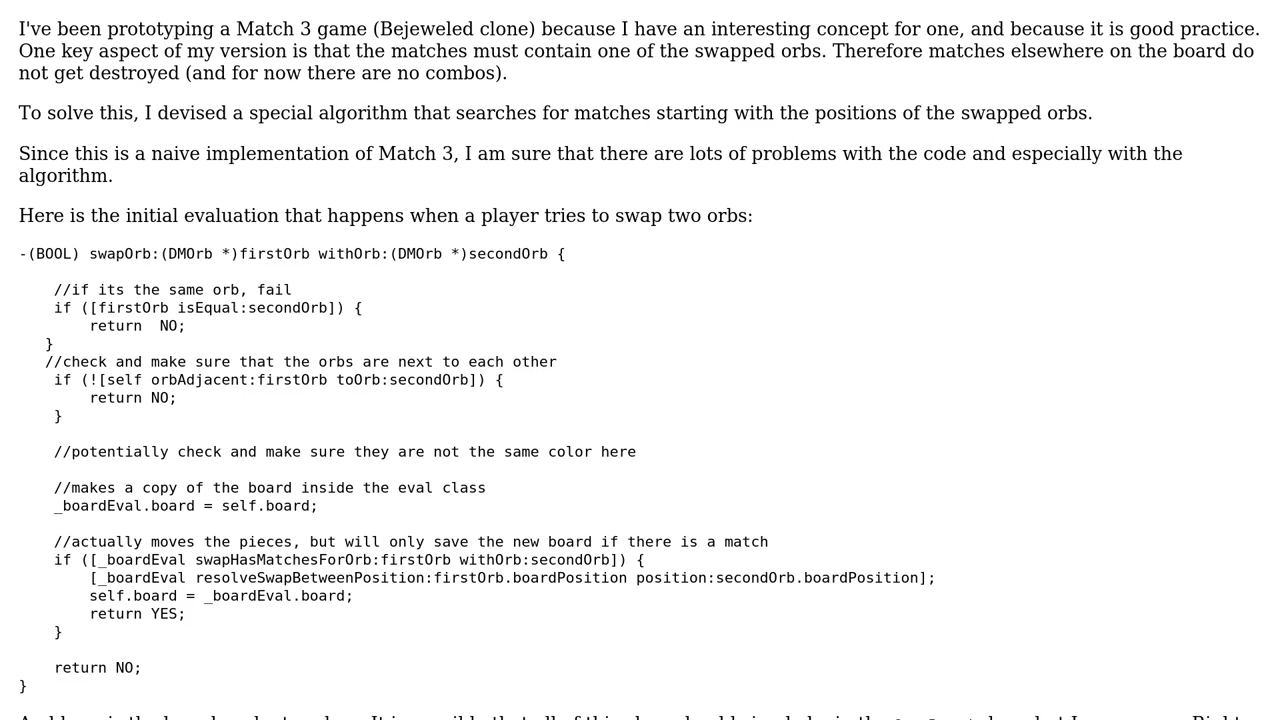 I've been prototyping a Match 3 game (Bejeweled clone) because I have an interesting concept for one, and because it is good practice.
One key aspect of my version is that the matches must contain one of the swapped orbs. Therefore matches elsewhere on the board do
not get destroyed (and for now there are no combos).
To solve this, I devised a special algorithm that searches for matches starting with the positions of the swapped orbs.
Since this is a naive implementation of Match 3, I am sure that there are lots of problems with the code and especially with the
algorithm.
Here is the initial evaluation that happens when a player tries to swap two orbs:
-(BOOL) swapOrb:(DMOrb *)firstOrb withOrb:(DMOrb *)secondOrb {
    //if its the same orb, fail
    if ([firstOrb isEqual:secondOrb]) {
        return  NO;
   }
   //check and make sure that the orbs are next to each other
    if (![self orbAdjacent:firstOrb toOrb:secondOrb]) {
        return NO;
    }
    //potentially check and make sure they are not the same color here
    //makes a copy of the board inside the eval class
    _boardEval.board = self.board;
    //actually moves the pieces, but will only save the new board if there is a match
    if ([_boardEval swapHasMatchesForOrb:firstOrb withOrb:secondOrb]) {
        [_boardEval resolveSwapBetweenPosition:firstOrb.boardPosition position:secondOrb.boardPosition];
        self.board = _boardEval.board;
        return YES;
    }
    return NO;
}